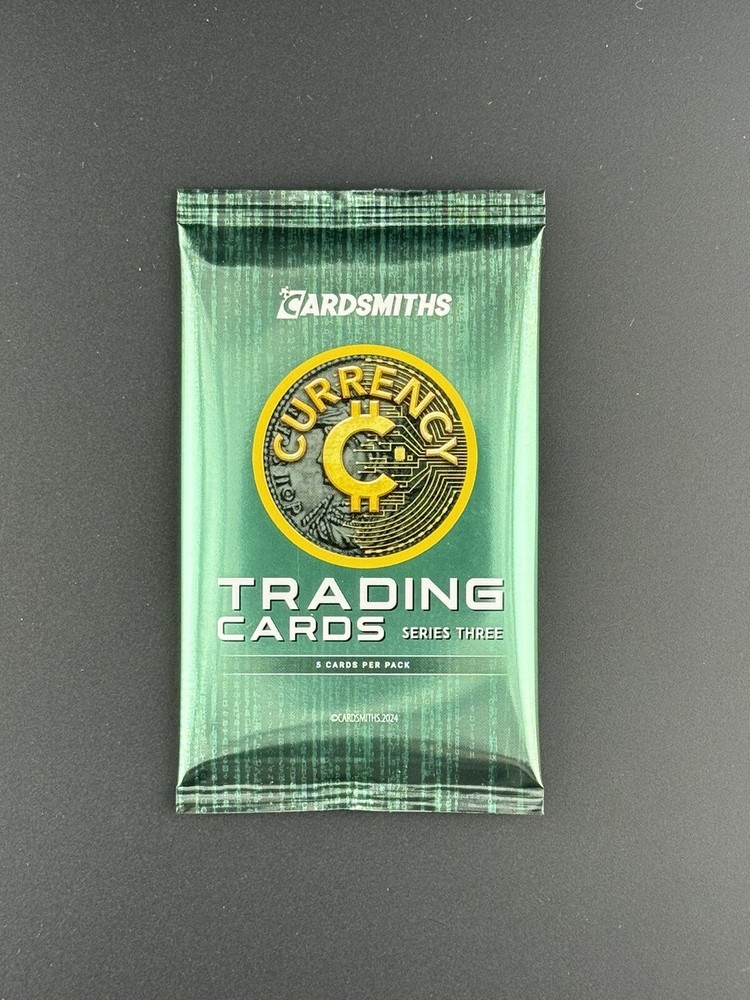 CARDSMITHS
CURRENCY
C
TRADING
CARDS SERIES THREE
5 CARDS PER PACK
©CARDSMITHS.2024